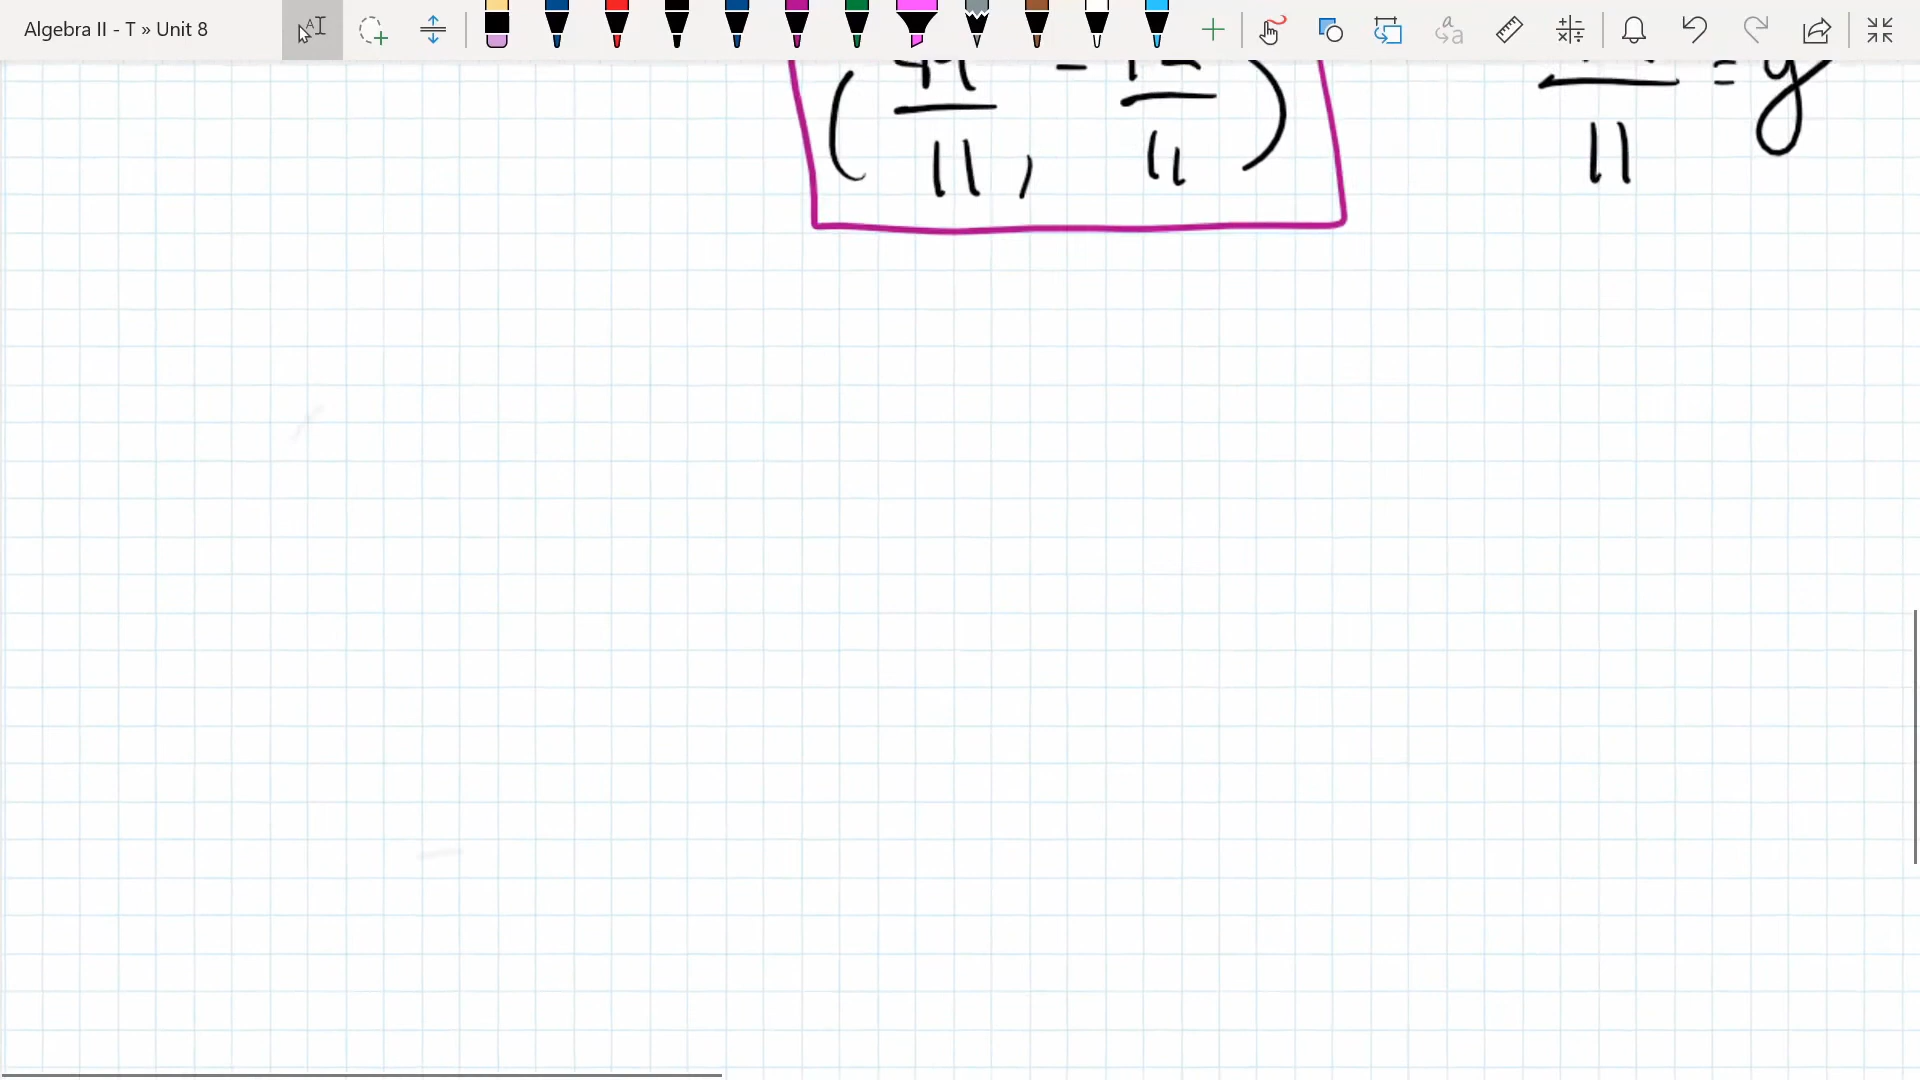 Algebra II - T » Unit 8
= y
11
( 11 , 11 )